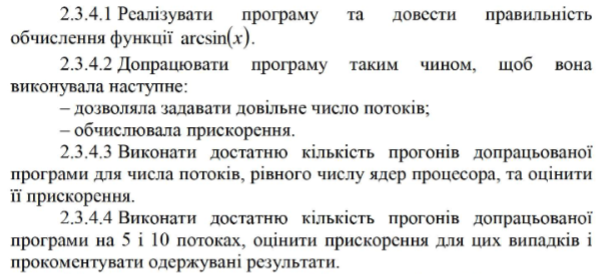 2.3.4.1 Реалізувати програму та довести правильність
обчислення функції arcsin(x).
2.3.4.2 Допрацювати програму таким чином, щоб вона
виконувала наступне:
– дозволяла задавати довільне число потоків;
– обчислювала прискорення.
2.3.4.3 Виконати достатню кількість прогонів допрацьованої
програми для числа потоків, рівного числу ядер процесора, та оцінити
її прискорення.
2.3.4.4 Виконати достатню кількість прогонів допрацьованої
програми на 5 і 10 потоках, оцінити прискорення для цих випадків і
прокоментувати одержувані результати.